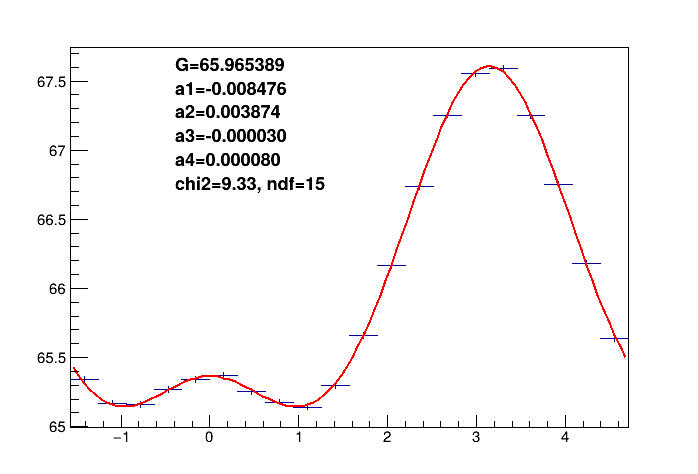 G=65.965389
a1=-0.008476
a2=0.003874
a3=-0.000030
a4=0.000080
chi2=9.33, ndf=15
67.5
67
66.5
66
65.5
65
−1 0 1 2 3 4